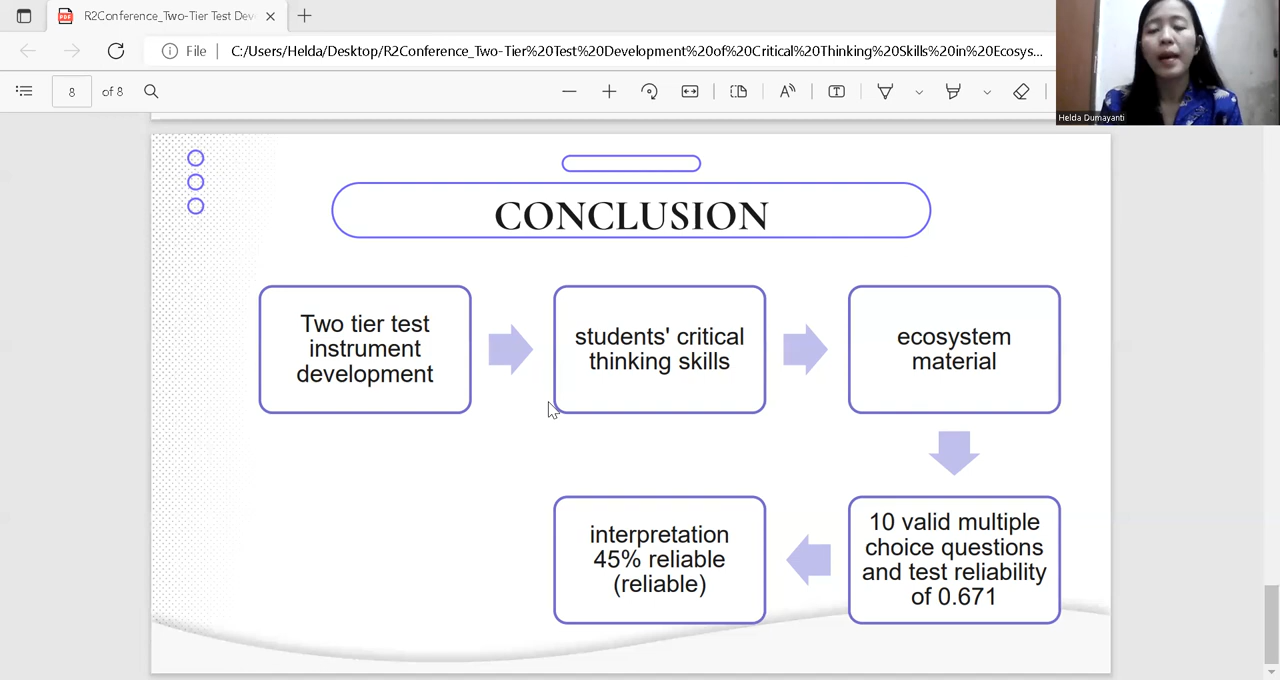 R2Conference_Two-Tier Test Dev
File
C:/Users/Helda/Desktop/R2Conference_Two-Tier%20Test%20Development%20of%20Critical%20Thinking%20Skills%20in%20Ecosys...
8
of 8
Helda Dumayanti
CONCLUSION
Two tier test
instrument
development
students' critical
thinking skills
ecosystem
material
10 valid multiple
choice questions
and test reliability
of 0.671
interpretation
45% reliable
(reliable)